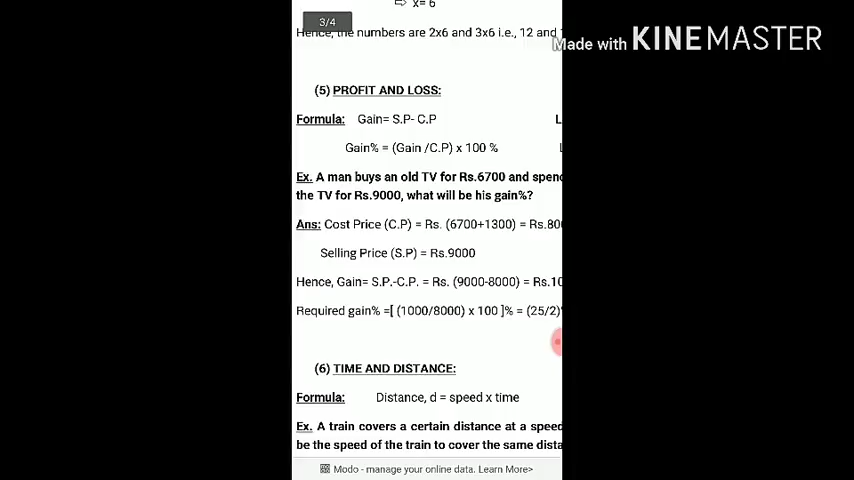 ⇨ x= 6
3/4
Hence, the numbers are 2x6 and 3x6 i.e., 12 and
Made with KINEMASTER
(5) PROFIT AND LOSS:
Formula: Gain= S.P- C.P L
Gain% = (Gain /C.P) x 100 %
Ex. A man buys an old TV for Rs.6700 and spend
the TV for Rs.9000, what will be his gain%?
Ans: Cost Price (C.P) = Rs. (6700+1300) = Rs.800
Selling Price (S.P) = Rs.9000
Hence, Gain= S.P.-C.P. = Rs. (9000-8000) = Rs.10
Required gain% =[ (1000/8000) x 100 ]% = (25/2)
(6) TIME AND DISTANCE:
Formula: Distance, d = speed x time
Ex. A train covers a certain distance at a speed
be the speed of the train to cover the same dista
Modo - manage your online data. Learn More>